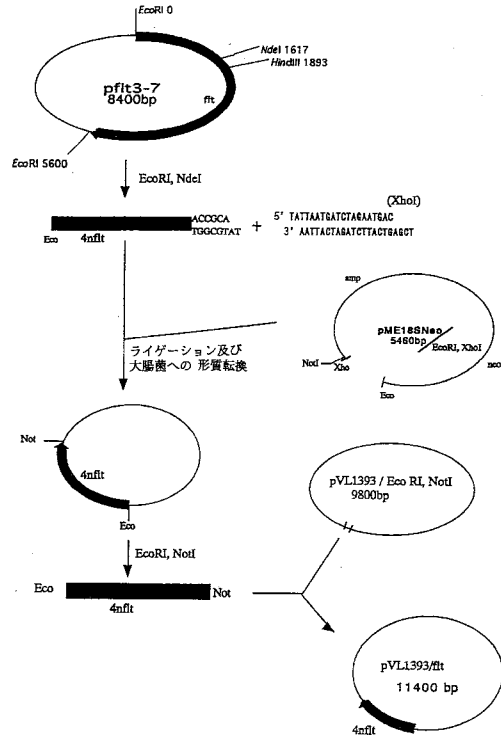 EcoRI 0
NdeI 1617
HindIII 1893
pflt3-7
8400bp
flt
EcoRI 5600
EcoRI, NdeI
(XhoI)
ACCGCA
TGGCGTAT
+
5' TATTAATGATCTAGAATGAC
3' AATTACTAGATCTTACTGAGCT
Eco
4nflt
amp
pME18SNeo
5460bp
EcoRI, XhoI
NotI
Xho
neo
Eco
ライゲーション及び
大腸菌への 形質転換
Not
4nflt
Eco
pVL1393 / Eco RI, NotI
9800bp
EcoRI, NotI
Eco
Not
4nflt
pVL1393/flt
11400 bp
4nflt